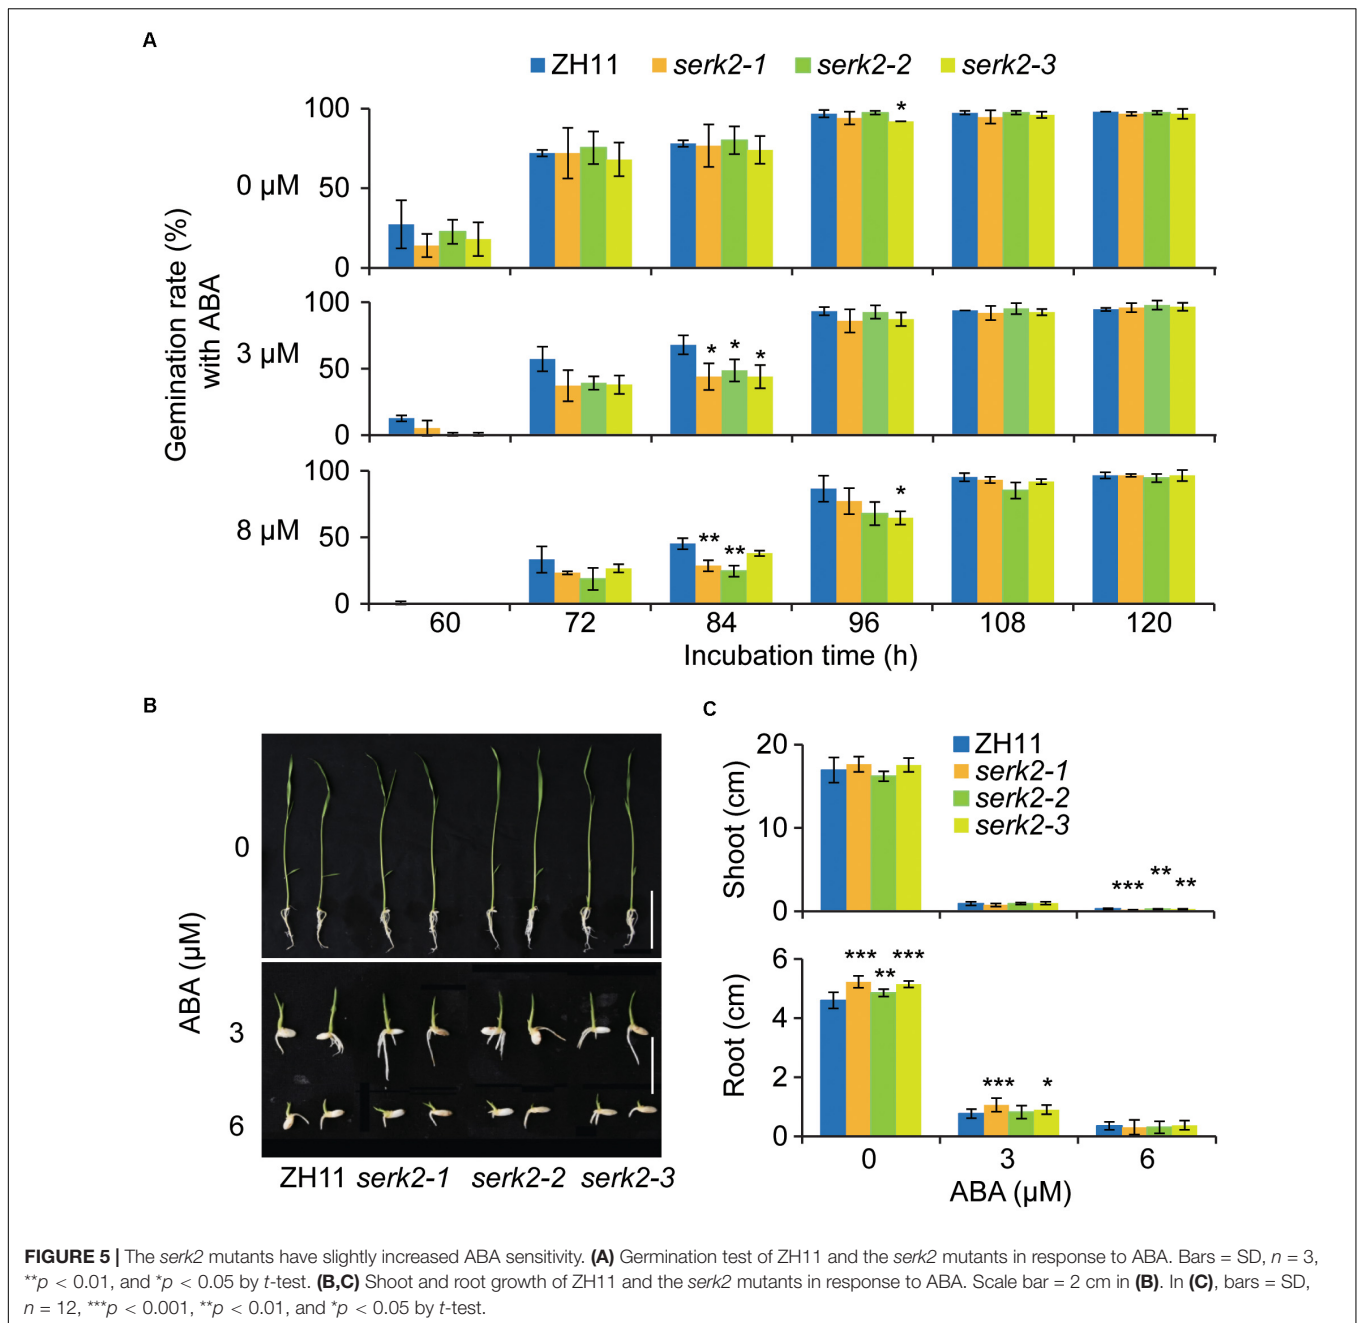 A
ZH11 serk2-1 serk2-2 serk2-3
Gemination rate (%)
with ABA
0 µM
100
50
0
*
3 µM
100
50
0
* * *
8 µM
100
50
0
** **
*
60 72 84 96 108 120
Incubation time (h)
B
ABA (µM)
0
3
6
ZH11 serk2-1 serk2-2 serk2-3
C
ZH11
serk2-1
serk2-2
serk2-3
Shoot (cm)
20
10
0
*** ** **
Root (cm)
6
4
2
0
*** ** ***
*** *
0 3 6
ABA (µM)
FIGURE 5 | The serk2 mutants have slightly increased ABA sensitivity. (A) Germination test of ZH11 and the serk2 mutants in response to ABA. Bars = SD, n = 3,
**p < 0.01, and *p < 0.05 by t-test. (B,C) Shoot and root growth of ZH11 and the serk2 mutants in response to ABA. Scale bar = 2 cm in (B). In (C), bars = SD,
n = 12, ***p < 0.001, **p < 0.01, and *p < 0.05 by t-test.